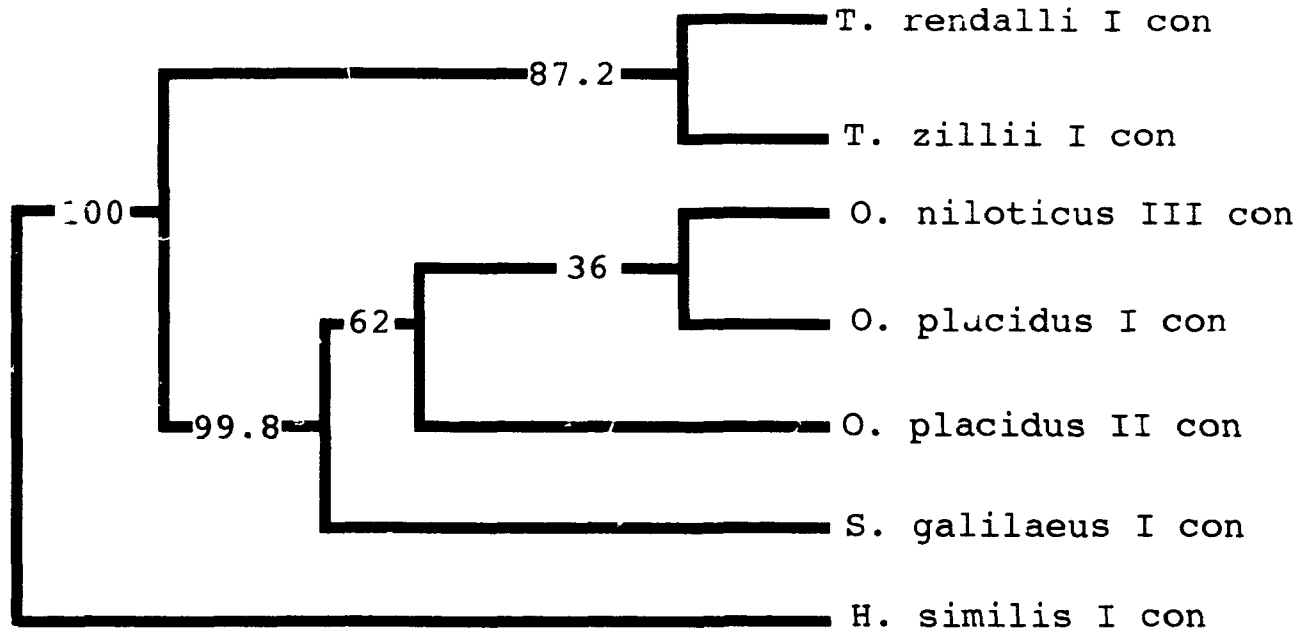 T. rendalli I con
87.2
T. zillii I con
100
O. niloticus III con
36
62
O. placidus I con
99.8
O. placidus II con
S. galilaeus I con
H. similis I con